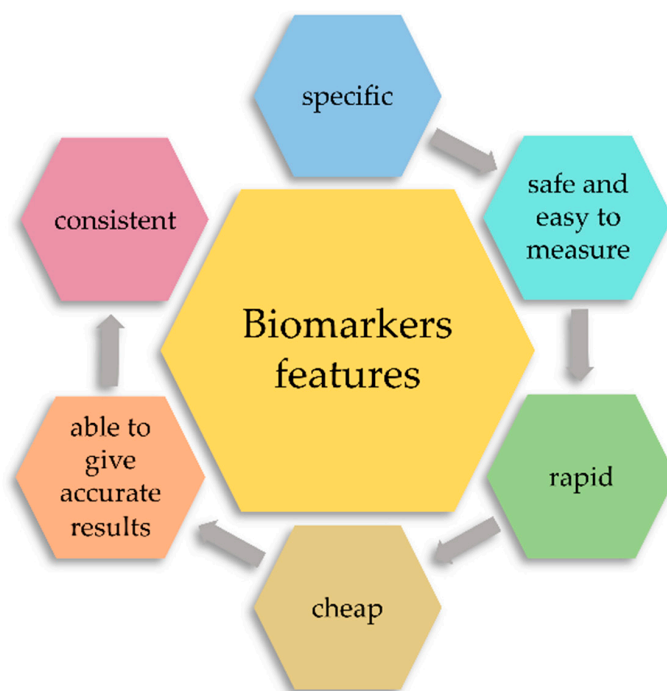 specific
safe and
easy to
measure
rapid
cheap
able to
give
accurate
results
consistent
Biomarkers
features